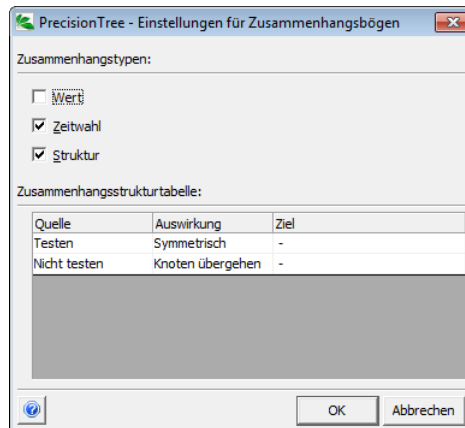 PrecisionTree - Einstellungen für Zusammenhangsbögen
Zusammenhangstypen:
Wert
Zeitwahl
Struktur
Zusammenhangsstrukturtabelle:
Quelle Auswirkung Ziel
Testen Symmetrisch -
Nicht testen Knoten übergehen -
OK Abbrechen